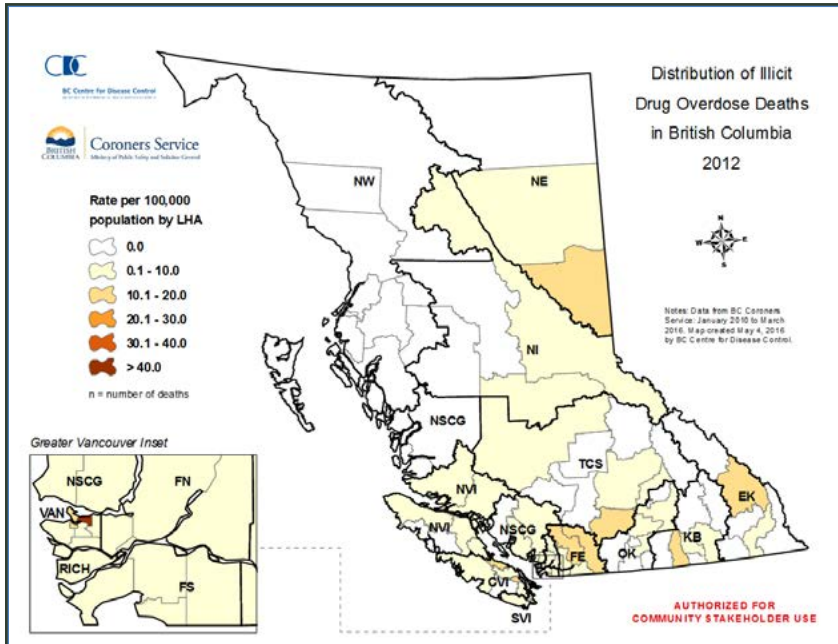 CDC
BC Centre for Disease Control
BRITISH
COLUMBIA
Coroners Service
Ministry of Public Safety and Solicitor General
Distribution of Illicit
Drug Overdose Deaths
in British Columbia
2012
N
W
E
S
Rate per 100,000
population by LHA
0.0
0.1 - 10.0
10.1 - 20.0
20.1 - 30.0
30.1 - 40.0
> 40.0
n = number of deaths
Notes: Data from BC Coroners
Service: January 2010 to March
2016. Map created May 4, 2016
by BC Centre for Disease Control.
NW
NE
NI
NSCG
TCS
NVI
EK
NVI
NSCG
FE
OK
KB
CVI
SVI
Greater Vancouver Inset
NSCG
FN
VAN
RICH
FS
AUTHORIZED FOR
COMMUNITY STAKEHOLDER USE